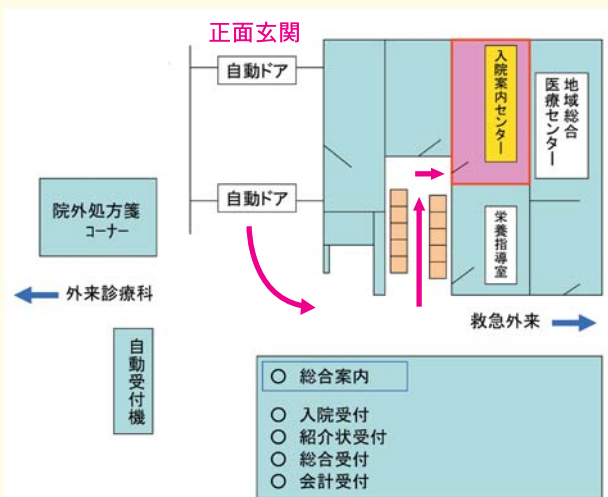 正面玄関
自動ドア
入院案内センター
地域総合
医療センター
自動ドア
院外処方箋
コーナー
栄養指導室
外来診療科
救急外来
自動受付機
○ 総合案内
○ 入院受付
○ 紹介状受付
○ 総合受付
○ 会計受付